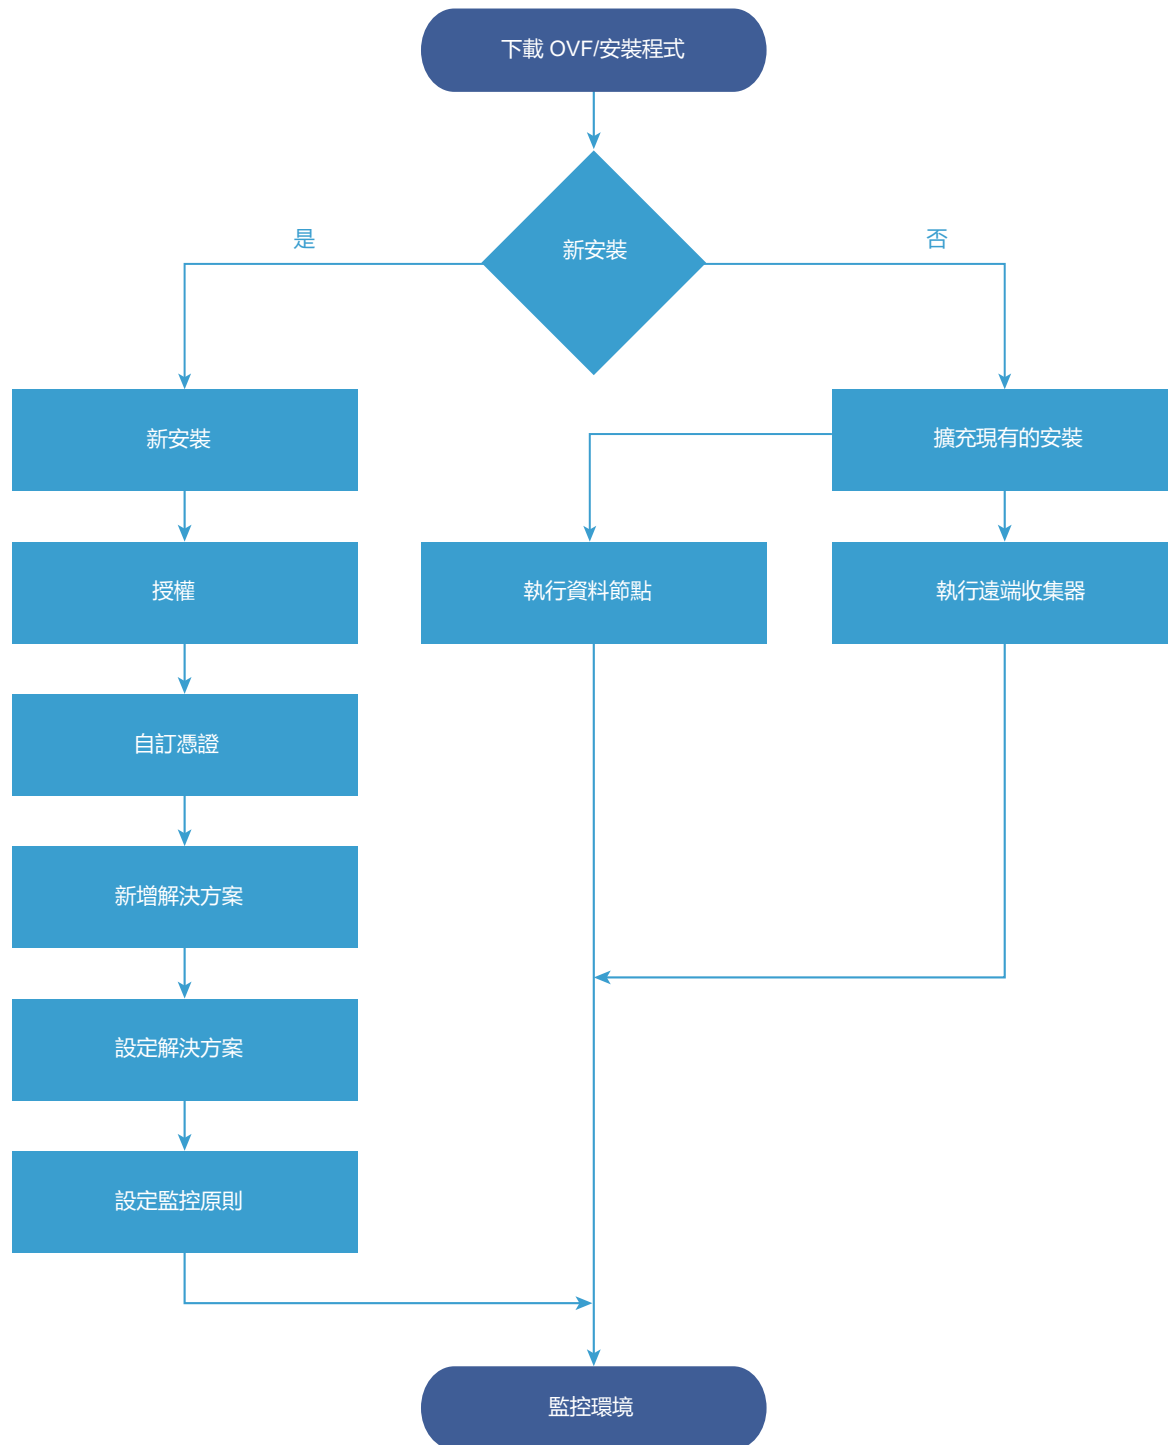 下載 OVF/安裝程式
新安裝
是
否
新安裝
擴充現有的安裝
授權
執行資料節點
執行遠端收集器
自訂憑證
新增解決方案
設定解決方案
設定監控原則
監控環境